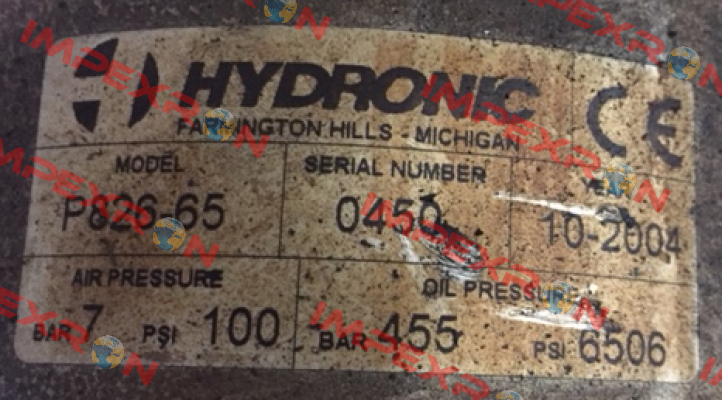 HYDRONIC
CE
FARMINGTON HILLS - MICHIGAN
MODEL SERIAL NUMBER
P826-65 10-2004
AIR PRESSURE OIL PRESSURE
BAR 7 PSI 100 BAR 455 PSI 6506
IMPEXRON